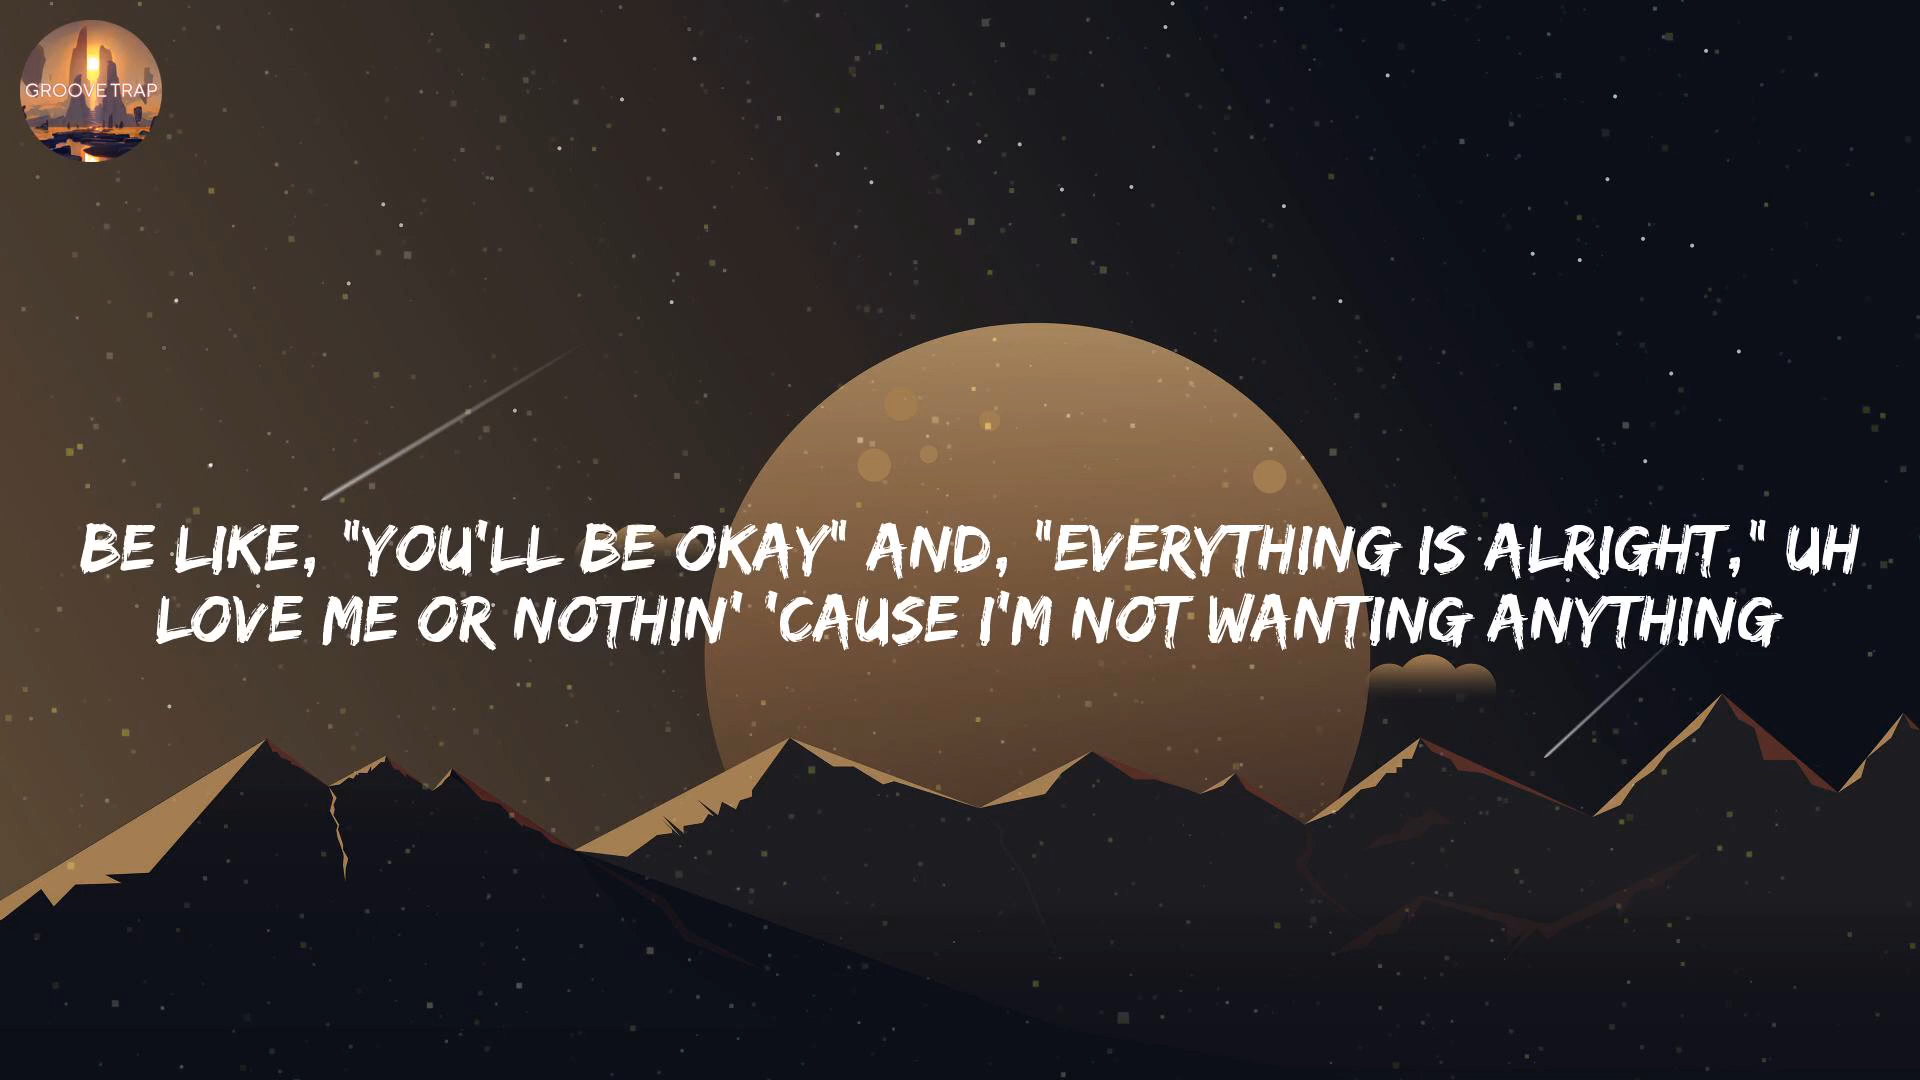 GROOVE TRAP
BE LIKE, "YOU'LL BE OKAY" AND, "EVERYTHING IS ALRIGHT," UH
LOVE ME OR NOTHIN' 'CAUSE I'M NOT WANTING ANYTHING